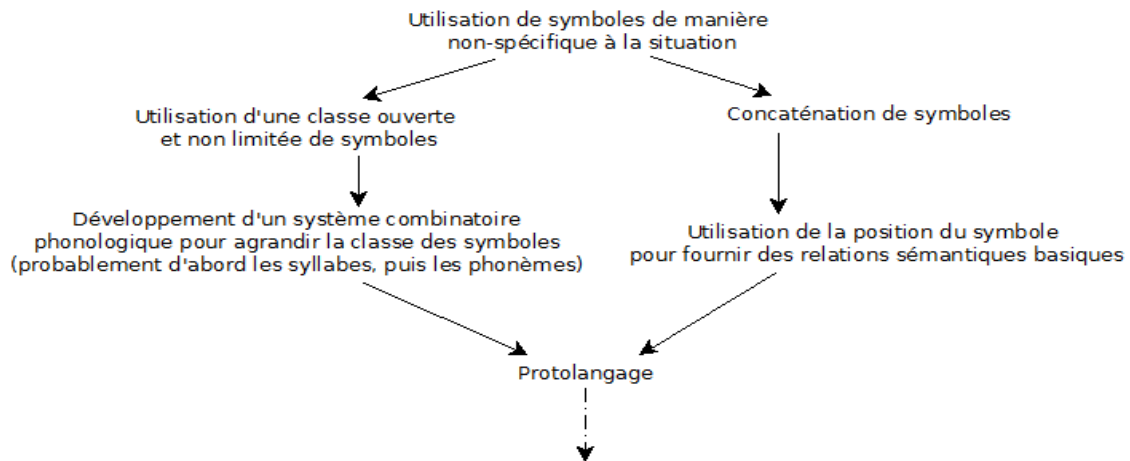 Utilisation de symboles de manière
non-spécifique à la situation
Utilisation d'une classe ouverte
et non limitée de symboles
Concaténation de symboles
Développement d'un système combinatoire
phonologique pour agrandir la classe des symboles
(probablement d'abord les syllabes, puis les phonèmes)
Utilisation de la position du symbole
pour fournir des relations sémantiques basiques
Protolangage